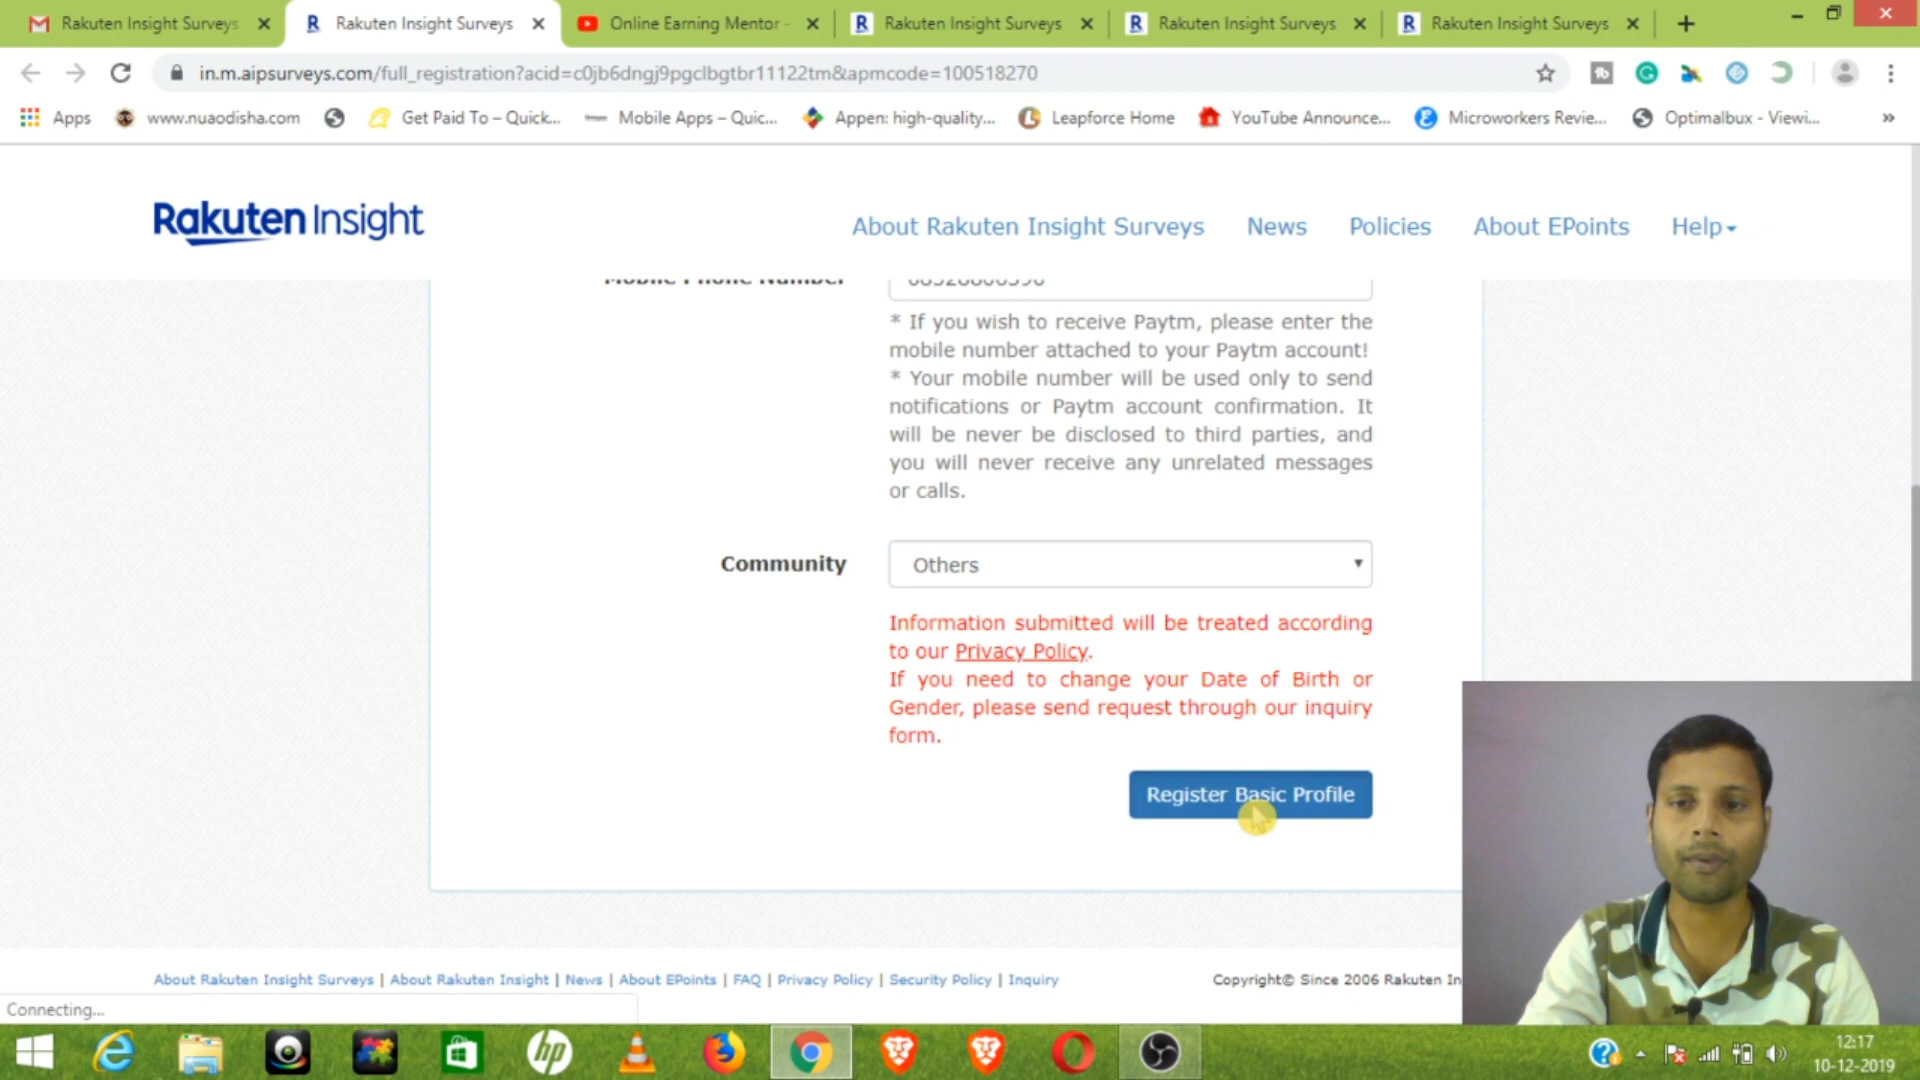 Rakuten Insight Surveys
Rakuten Insight Surveys
Online Earning Mentor -
Rakuten Insight Surveys
Rakuten Insight Surveys
Rakuten Insight Surveys
in.m.aipsurveys.com/full_registration?acid=c0jb6dngj9pgclbgtbr11122tm&apmcode=100518270
Apps
www.nuaodisha.com
Get Paid To – Quick...
Mobile Apps – Quic...
Appen: high-quality...
Leapforce Home
YouTube Announce...
Microworkers Revie...
Optimalbux - Viewi...
»
Rakuten Insight
About Rakuten Insight Surveys
News
Policies
About EPoints
Help
Mobile Phone Number
* If you wish to receive Paytm, please enter the
mobile number attached to your Paytm account!
* Your mobile number will be used only to send
notifications or Paytm account confirmation. It
will be never be disclosed to third parties, and
you will never receive any unrelated messages
or calls.
Community
Others
Information submitted will be treated according
to our Privacy Policy.
If you need to change your Date of Birth or
Gender, please send request through our inquiry
form.
Register Basic Profile
About Rakuten Insight Surveys | About Rakuten Insight | News | About EPoints | FAQ | Privacy Policy | Security Policy | Inquiry
Copyright© Since 2006 Rakuten In
Connecting...
hp
12:17
10-12-2019